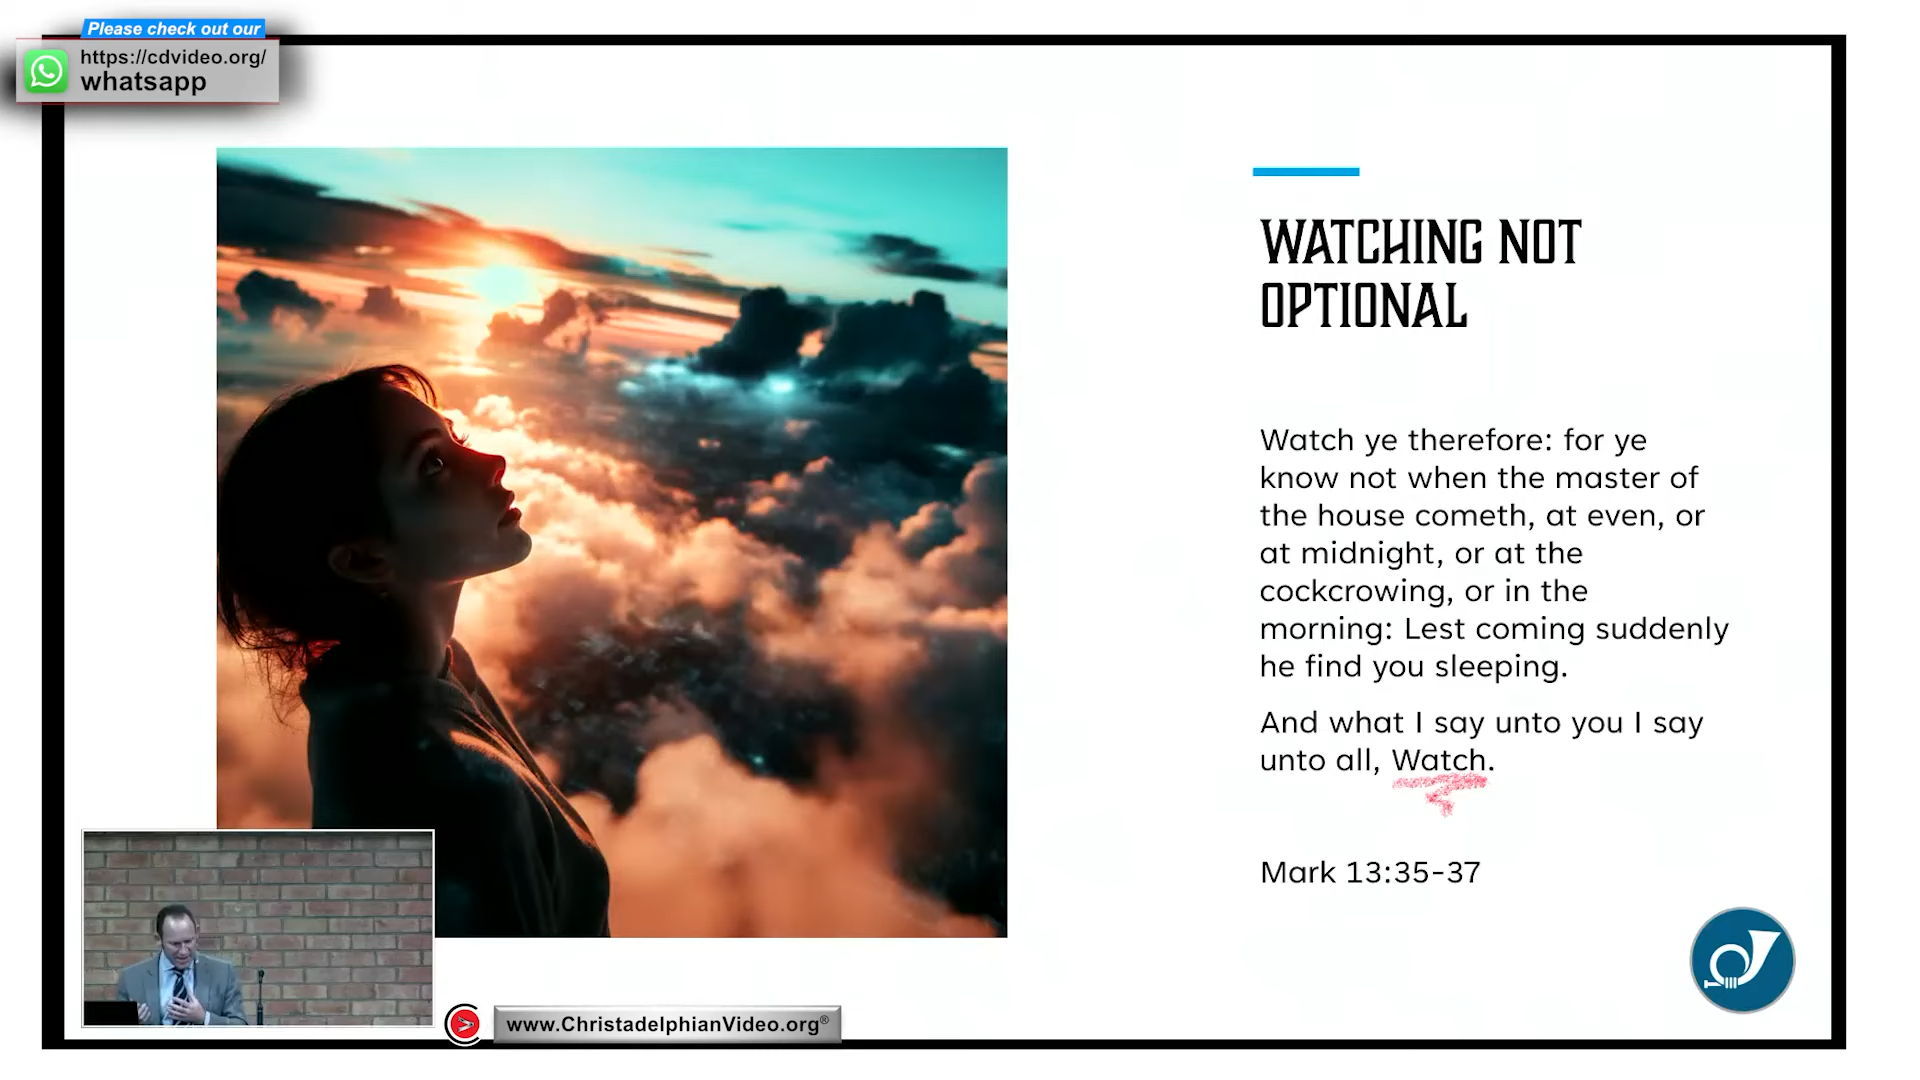 Please check out our
https://cdvideo.org/
whatsapp
WATCHING NOT
OPTIONAL
Watch ye therefore: for ye
know not when the master of
the house cometh, at even, or
at midnight, or at the
cockcrowing, or in the
morning: Lest coming suddenly
he find you sleeping.
And what I say unto you I say
unto all, Watch.
Mark 13:35-37
www.ChristadelphianVideo.org®